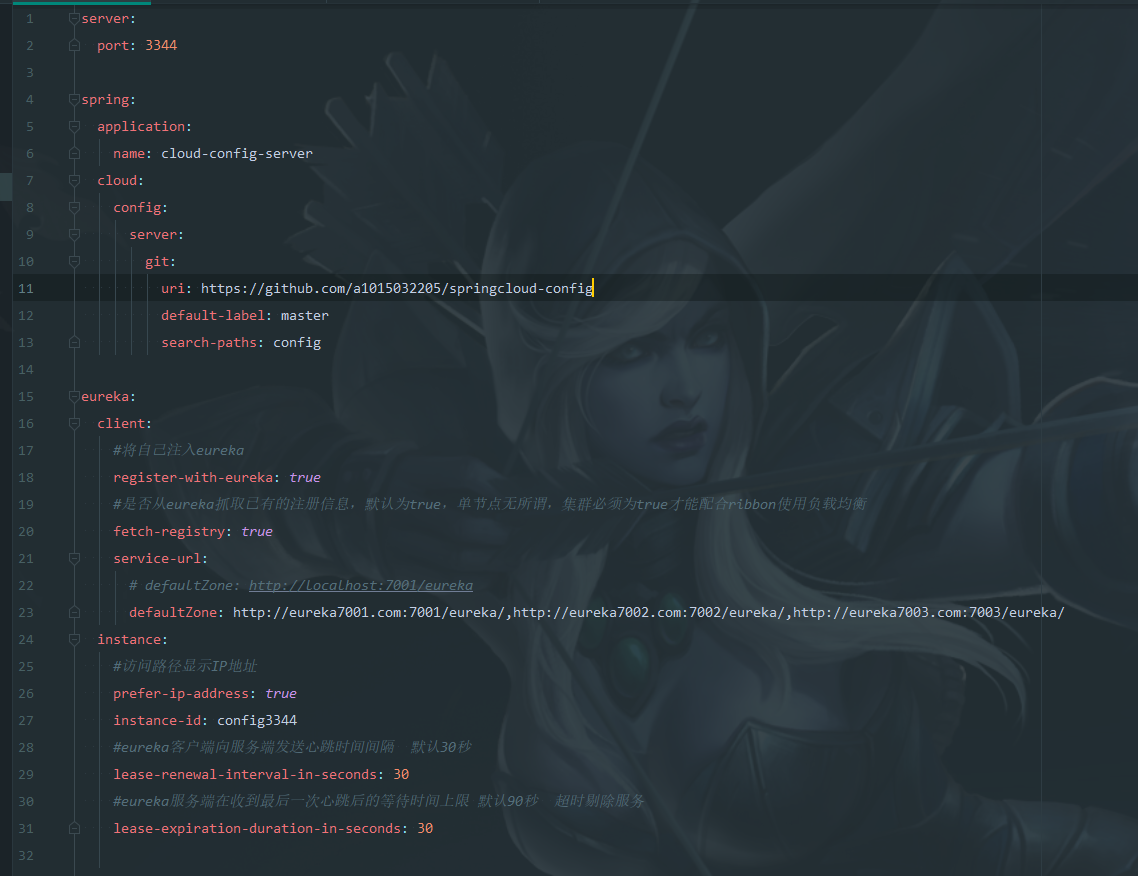 1 server:
2 port: 3344
3
4 spring:
5 application:
6 name: cloud-config-server
7 cloud:
8 config:
9 server:
10 git:
11 uri: https://github.com/a1015032205/springcloud-config
12 default-label: master
13 search-paths: config
14
15 eureka:
16 client:
17 #将自己注入eureka
18 register-with-eureka: true
19 #是否从eureka抓取已有的注册信息，默认为true，单节点无所谓，集群必须为true才能配合ribbon使用负载均衡
20 fetch-registry: true
21 service-url:
22 # defaultZone: http://localhost:7001/eureka
23 defaultZone: http://eureka7001.com:7001/eureka/,http://eureka7002.com:7002/eureka/,http://eureka7003.com:7003/eureka/
24 instance:
25 #访问路径显示IP地址
26 prefer-ip-address: true
27 instance-id: config3344
28 #eureka客户端向服务端发送心跳时间间隔  默认30秒
29 lease-renewal-interval-in-seconds: 30
30 #eureka服务端在收到最后一次心跳后的等待时间上限 默认90秒  超时剔除服务
31 lease-expiration-duration-in-seconds: 30
32